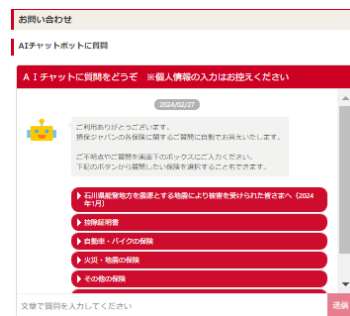 お問い合わせ
AIチャットボットに質問
ＡＩチャットに質問をどうぞ　※個人情報の入力はお控えください
2024/02/27
ご利用ありがとうございます。
損保ジャパンの各保険に関するご質問に自動でお答えいたします。
ご不明点やご質問を画面下のボックスにご入力ください。
下記のボタンから質問したい保険を選択することもできます。
石川県能登地方を震源とする地震により被害を受けられた皆さまへ（2024
年1月）
控除証明書
自動車・バイクの保険
火災・地震の保険
その他の保険
文章で質問を入力してください
送信